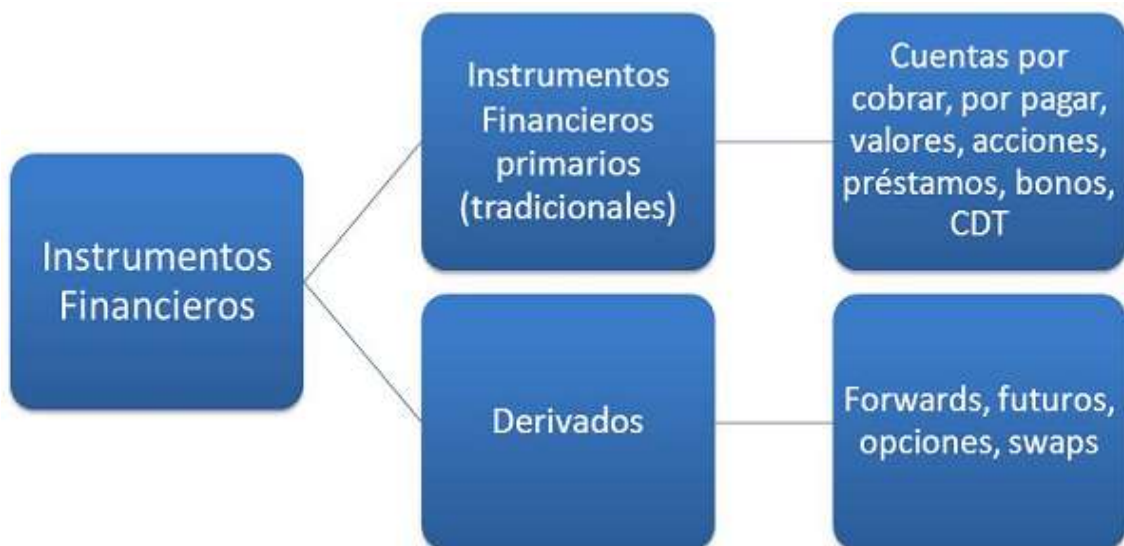 Instrumentos
Financieros
Instrumentos
Financieros
primarios
(tradicionales)
Cuentas por
cobrar, por pagar,
valores, acciones,
préstamos, bonos,
CDT
Derivados
Forwards, futuros,
opciones, swaps